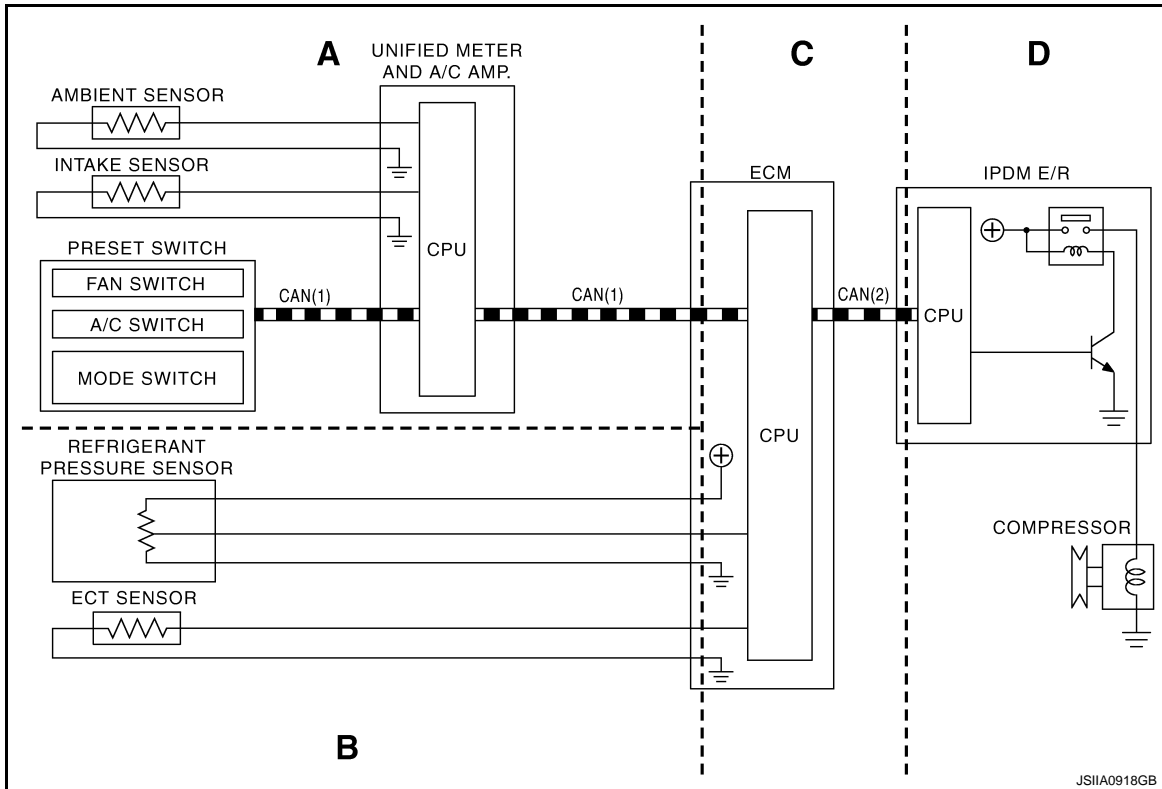 A
UNIFIED METER
AND A/C AMP.
AMBIENT SENSOR
INTAKE SENSOR
PRESET SWITCH
FAN SWITCH
A/C SWITCH
MODE SWITCH
CAN(1)
CPU
CAN(1)
C
ECM
CPU
CAN(2)
D
IPDM E/R
CPU
COMPRESSOR
REFRIGERANT
PRESSURE SENSOR
ECT SENSOR
B
JSIIA0918GB